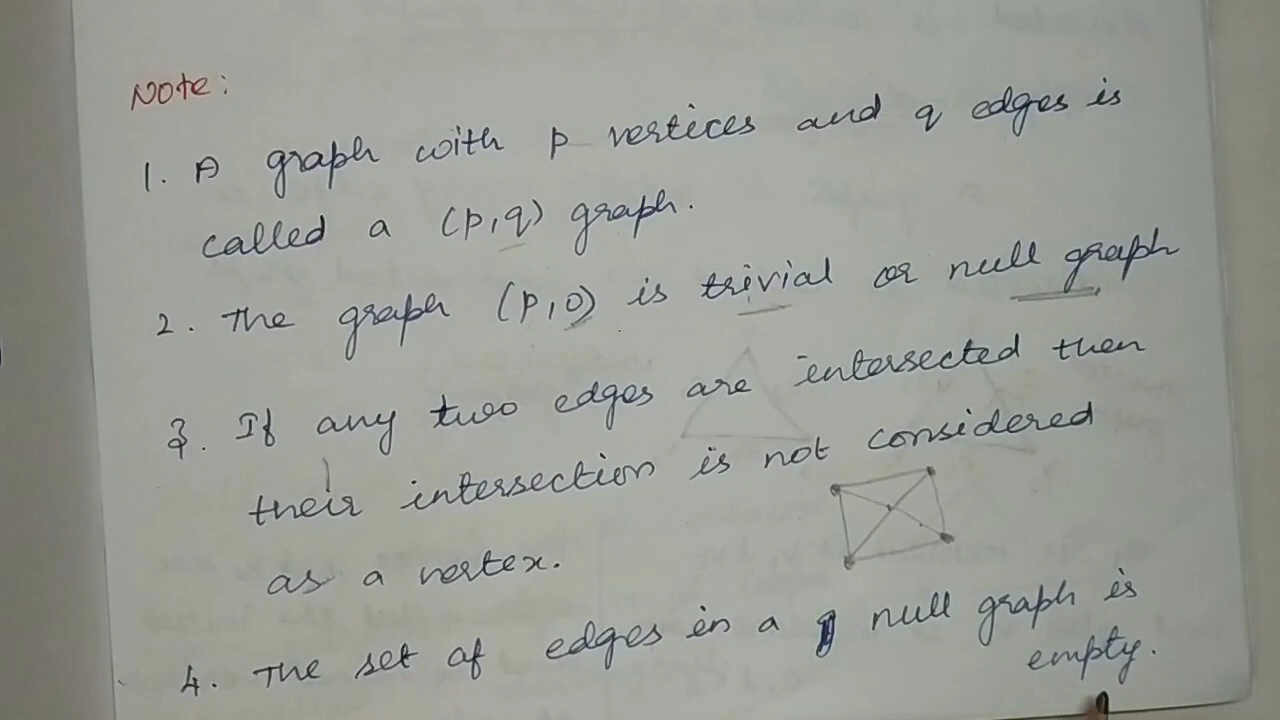 Note:
1. A graph with p vertices and q edges is
called a (p,q) graph.
2. The graph (p,0) is trivial or null graph
3. If any two edges are intersected then
their intersection is not considered
as a vertex.
4. The set of edges in a null graph is
empty.